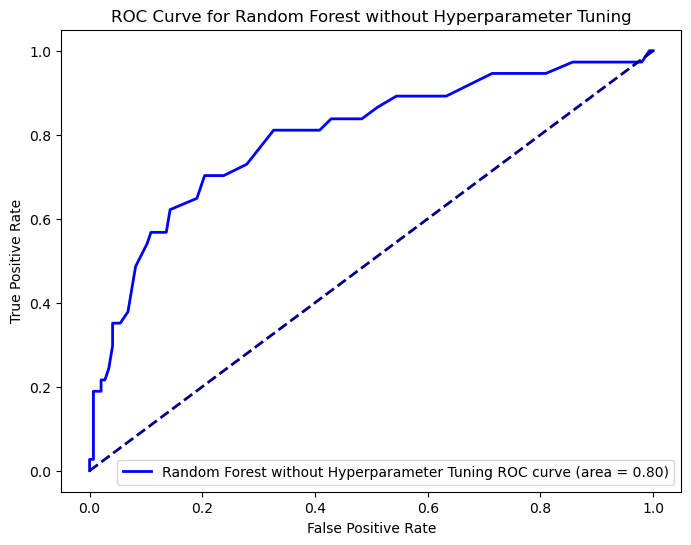 ROC Curve for Random Forest without Hyperparameter Tuning
True Positive Rate
1.0
0.8
0.6
0.4
0.2
0.0
Random Forest without Hyperparameter Tuning ROC curve (area = 0.80)
0.0 0.2 0.4 0.6 0.8 1.0
False Positive Rate